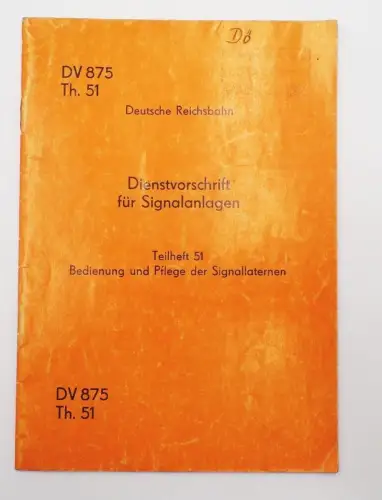 Dö
DV 875
Th. 51
Deutsche Reichsbahn
Dienstvorschrift
für Signalanlagen
Teilheft 51
Bedienung und Pflege der Signallaternen
DV 875
Th. 51